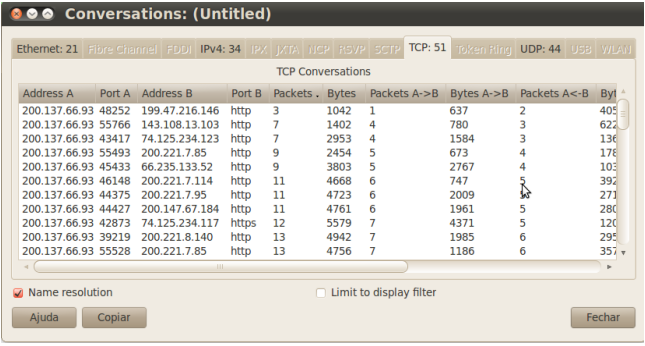 Conversations: (Untitled)
Ethernet: 21 Fibre Channel FDDI IPv4: 34 IPX JXTA NCP RSVP SCTP TCP: 51 Token Ring UDP: 44 USB WLAN
TCP Conversations
Address A Port A Address B Port B Packets . Bytes Packets A->B Bytes A->B Packets A<-B Byt
200.137.66.93 48252 199.47.216.146 http 3 1042 1 637 2 405
200.137.66.93 55766 143.108.13.103 http 7 1402 4 780 3 622
200.137.66.93 43417 74.125.234.123 http 7 2953 4 1584 3 136
200.137.66.93 55493 200.221.7.85 http 9 2454 5 673 4 178
200.137.66.93 45433 66.235.133.52 http 9 3803 5 2767 4 103
200.137.66.93 46148 200.221.7.114 http 11 4668 6 747 5 392
200.137.66.93 44375 200.221.7.95 http 11 4723 6 2009 271
200.137.66.93 44427 200.147.67.184 http 11 4761 6 1961 5 280
200.137.66.93 42873 74.125.234.117 https 12 5579 7 4371 5 120
200.137.66.93 39219 200.221.8.140 http 13 4942 7 1985 6 295
200.137.66.93 55528 200.221.7.85 http 13 4756 7 1186 6 357
Name resolution Limit to display filter
Ajuda Copiar Fechar